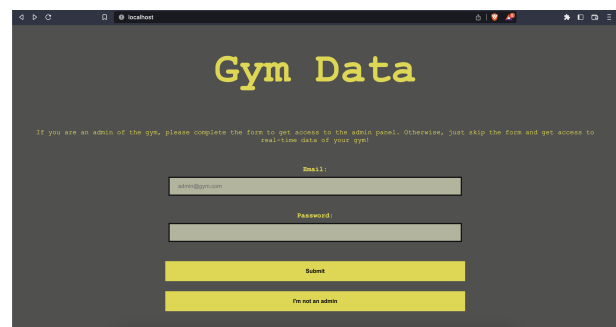 localhost
Gym Data
If you are an admin of the gym, please complete the form to get access to the admin panel. Otherwise, just skip the form and get access to
real-time data of your gym!
Email:
admin@gym.com
Password:
Submit
I'm not an admin